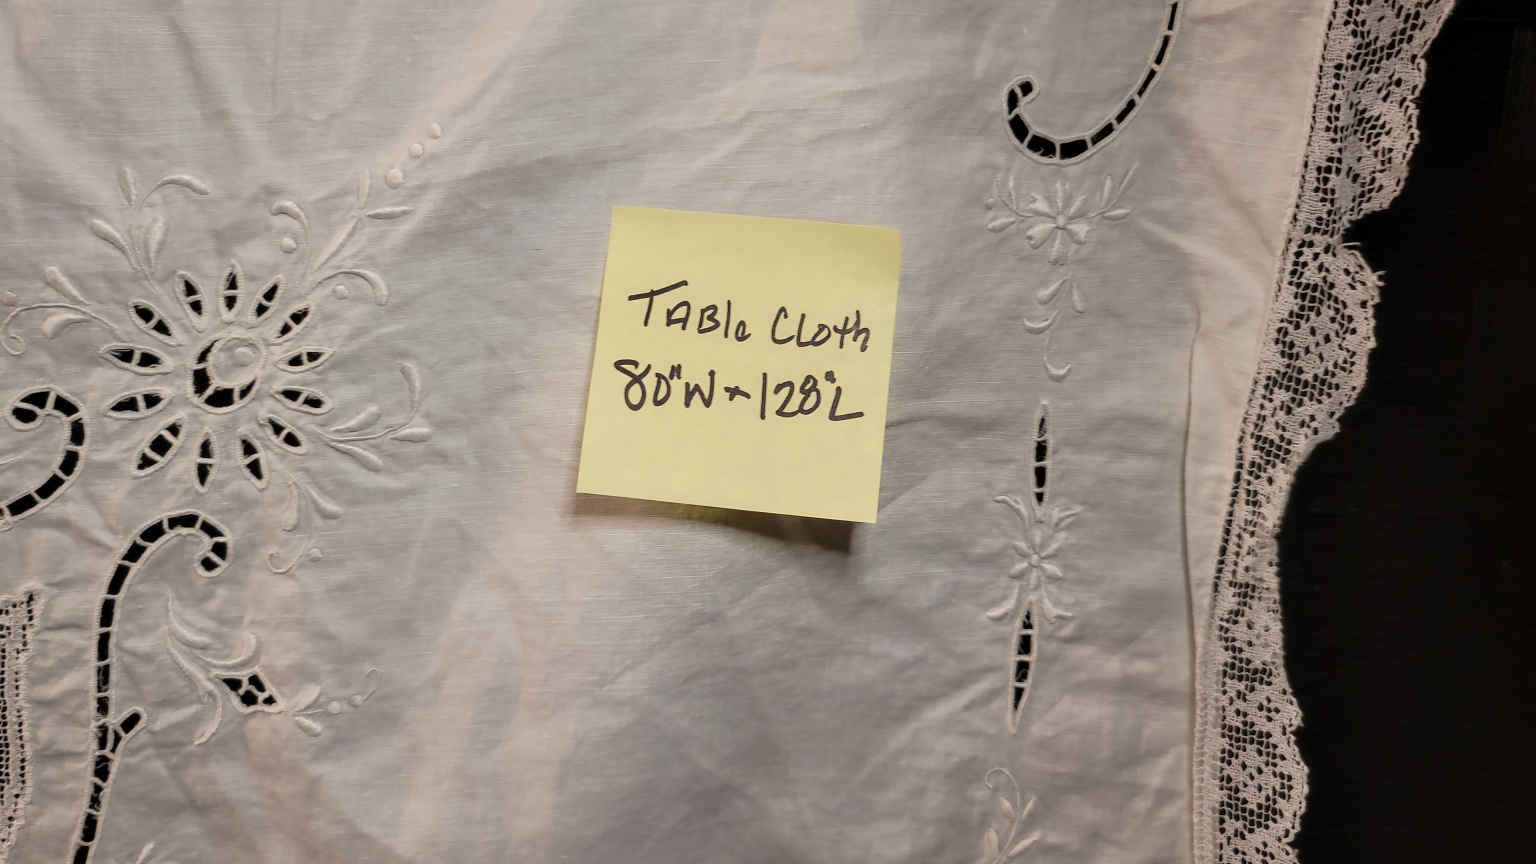 TABle CLoth
80"W x 128"L